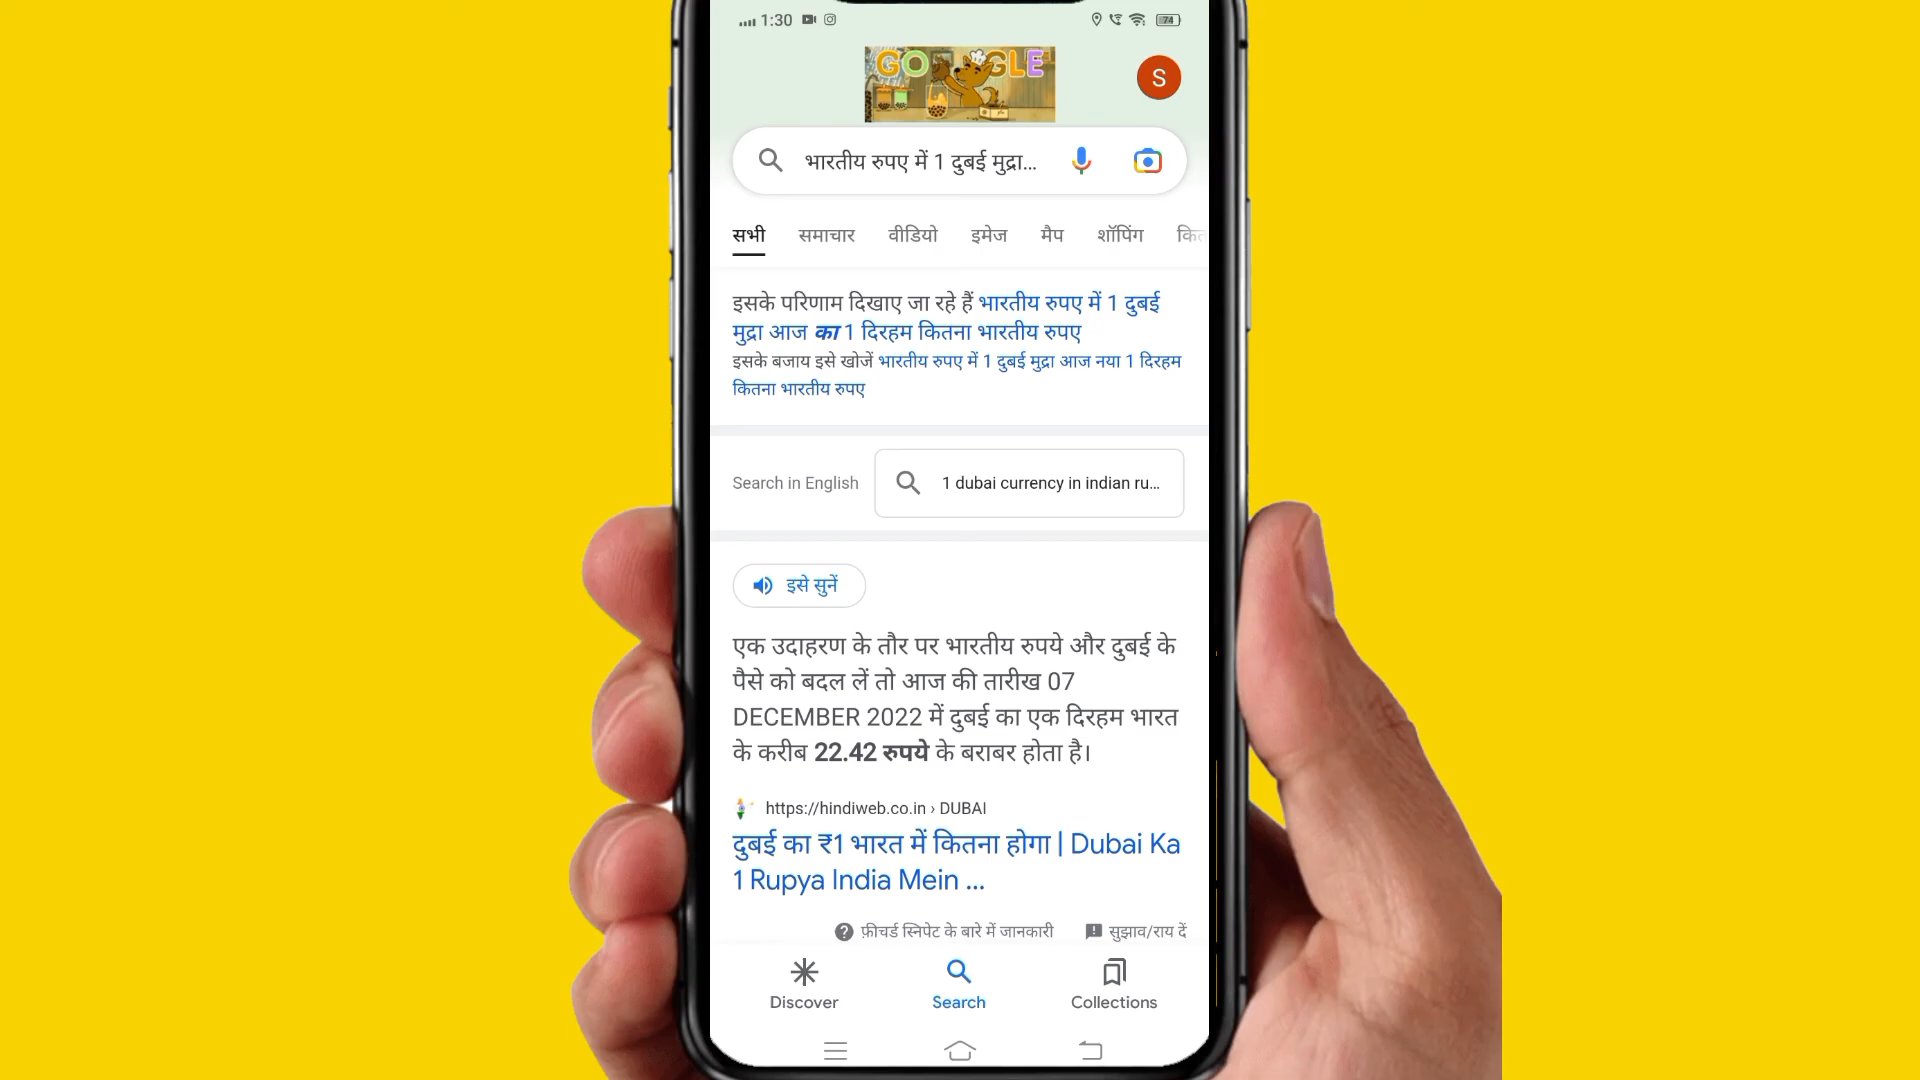 1:30
74
GOOGLE
S
भारतीय रुपए में 1 दुबई मुद्रा...
सभी समाचार वीडियो इमेज मैप शॉपिंग
इसके परिणाम दिखाए जा रहे हैं भारतीय रुपए में 1 दुबई
मुद्रा आज का 1 दिरहम कितना भारतीय रुपए
इसके बजाय इसे खोजें भारतीय रुपए में 1 दुबई मुद्रा आज नया 1 दिरहम
कितना भारतीय रुपए
Search in English 1 dubai currency in indian ru...
इसे सुनें
एक उदाहरण के तौर पर भारतीय रुपये और दुबई के
पैसे को बदल लें तो आज की तारीख 07
DECEMBER 2022 में दुबई का एक दिरहम भारत
के करीब 22.42 रुपये के बराबर होता है।
https://hindiweb.co.in › DUBAI
दुबई का ₹1 भारत में कितना होगा | Dubai Ka
1 Rupya India Mein ...
फ़ीचर्ड स्निपेट के बारे में जानकारी सुझाव/राय दें
Discover Search Collections